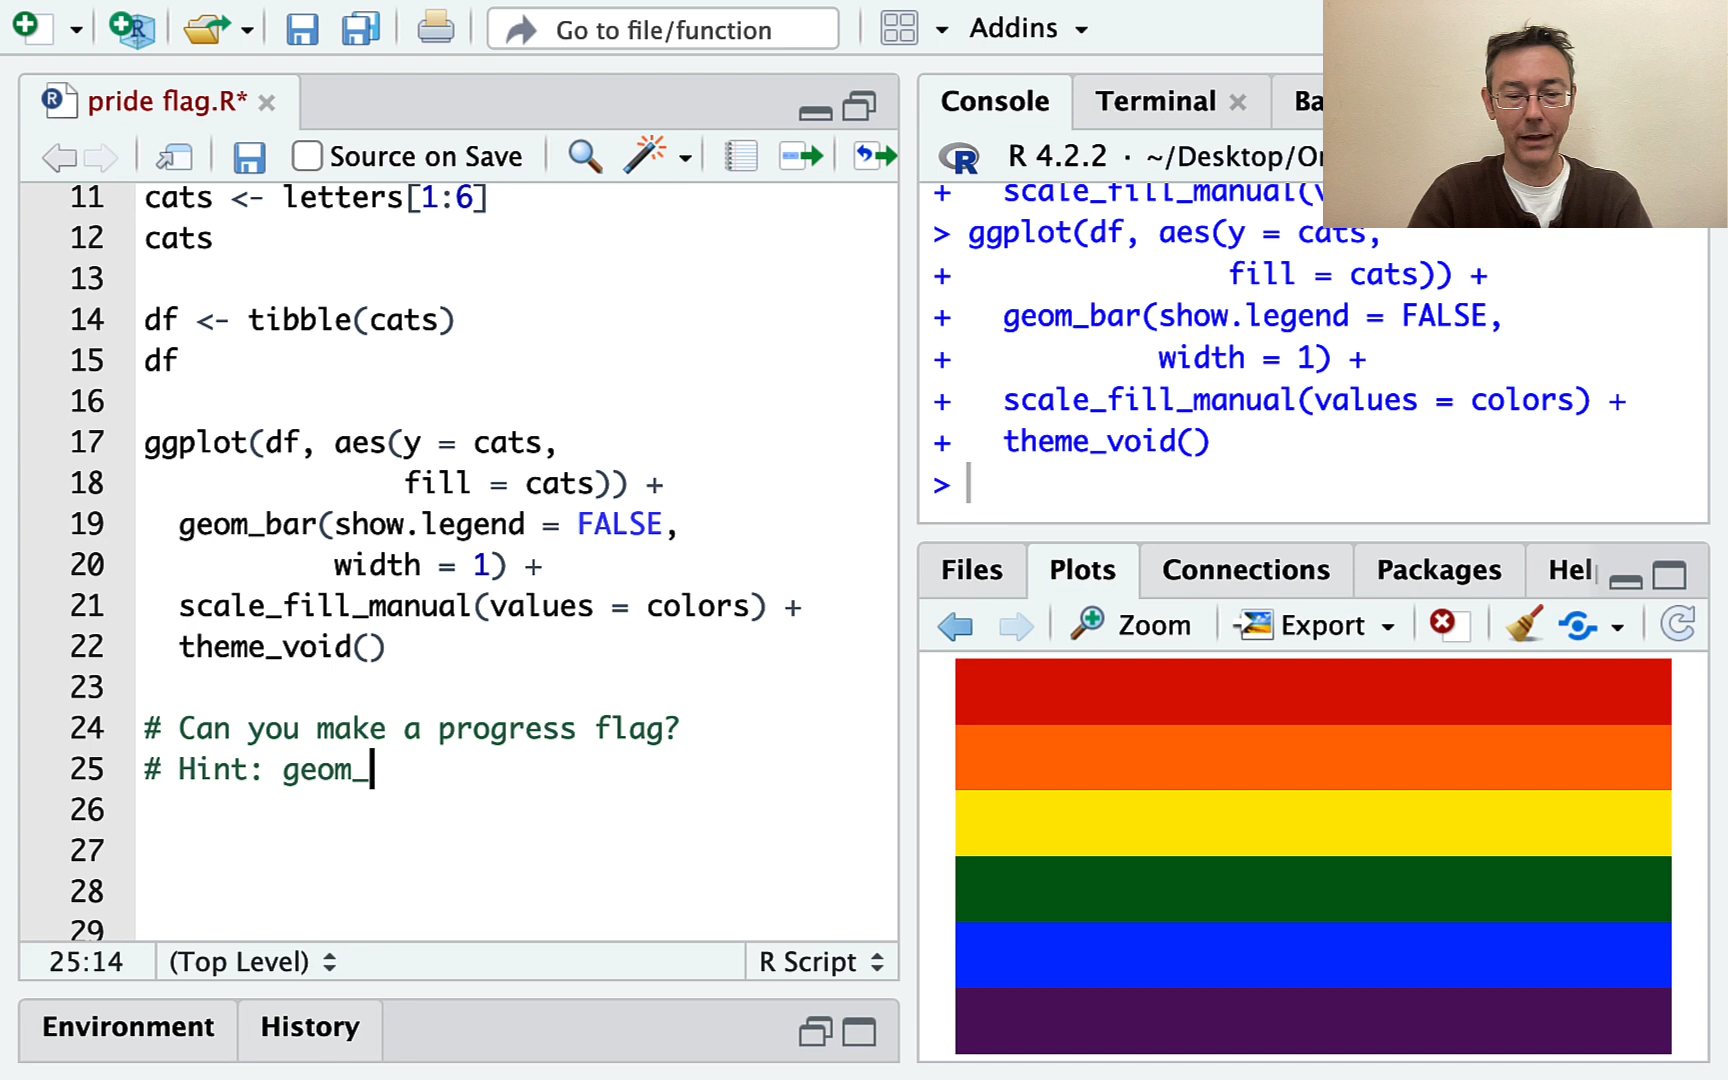 Go to file/function
Addins
pride flag.R*
Source on Save
11 cats <- letters[1:6]
12 cats
13
14 df <- tibble(cats)
15 df
16
17 ggplot(df, aes(y = cats,
18 fill = cats)) +
19 geom_bar(show.legend = FALSE,
20 width = 1) +
21 scale_fill_manual(values = colors) +
22 theme_void()
23
24 # Can you make a progress flag?
25 # Hint: geom_
26
27
28
29
25:14 (Top Level) R Script
Environment History
Console Terminal Ba
R 4.2.2 · ~/Desktop/Or
+ scale_fill_manual(v
> ggplot(df, aes(y = cats,
+ fill = cats)) +
+ geom_bar(show.legend = FALSE,
+ width = 1) +
+ scale_fill_manual(values = colors) +
+ theme_void()
>
Files Plots Connections Packages Hel
Zoom Export